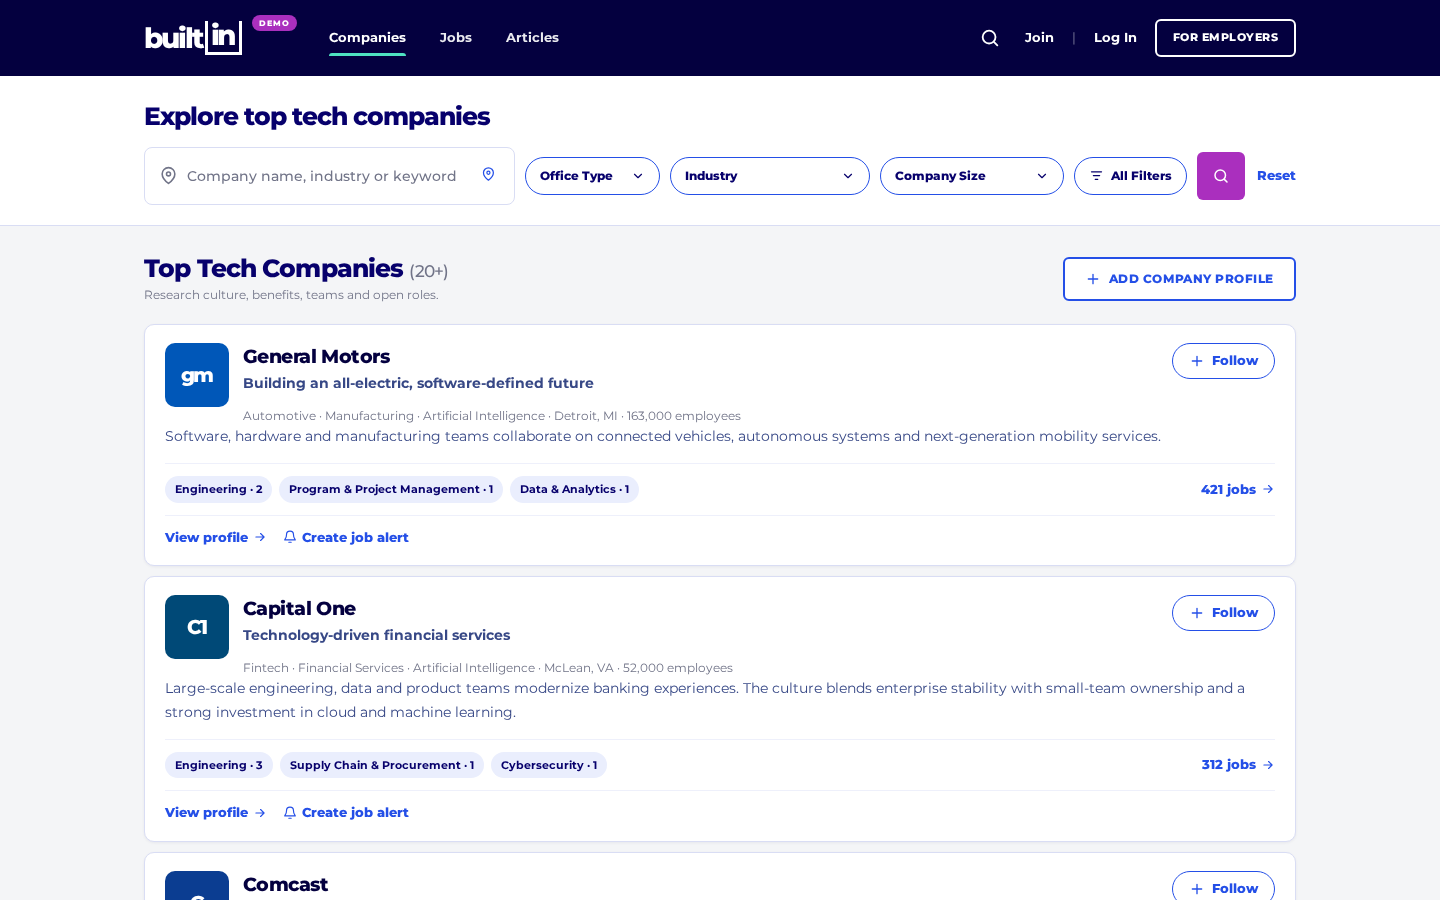 built in DEMO Companies Jobs Articles Join | Log In FOR EMPLOYERS
Explore top tech companies
Company name, industry or keyword Office Type Industry Company Size All Filters Reset
Top Tech Companies (20+)
Research culture, benefits, teams and open roles.
ADD COMPANY PROFILE
gm
General Motors
Follow
Building an all-electric, software-defined future
Automotive · Manufacturing · Artificial Intelligence · Detroit, MI · 163,000 employees
Software, hardware and manufacturing teams collaborate on connected vehicles, autonomous systems and next-generation mobility services.
Engineering · 2 Program & Project Management · 1 Data & Analytics · 1 421 jobs
View profile Create job alert
C1
Capital One
Follow
Technology-driven financial services
Fintech · Financial Services · Artificial Intelligence · McLean, VA · 52,000 employees
Large-scale engineering, data and product teams modernize banking experiences. The culture blends enterprise stability with small-team ownership and a
strong investment in cloud and machine learning.
Engineering · 3 Supply Chain & Procurement · 1 Cybersecurity · 1 312 jobs
View profile Create job alert
Comcast
Follow